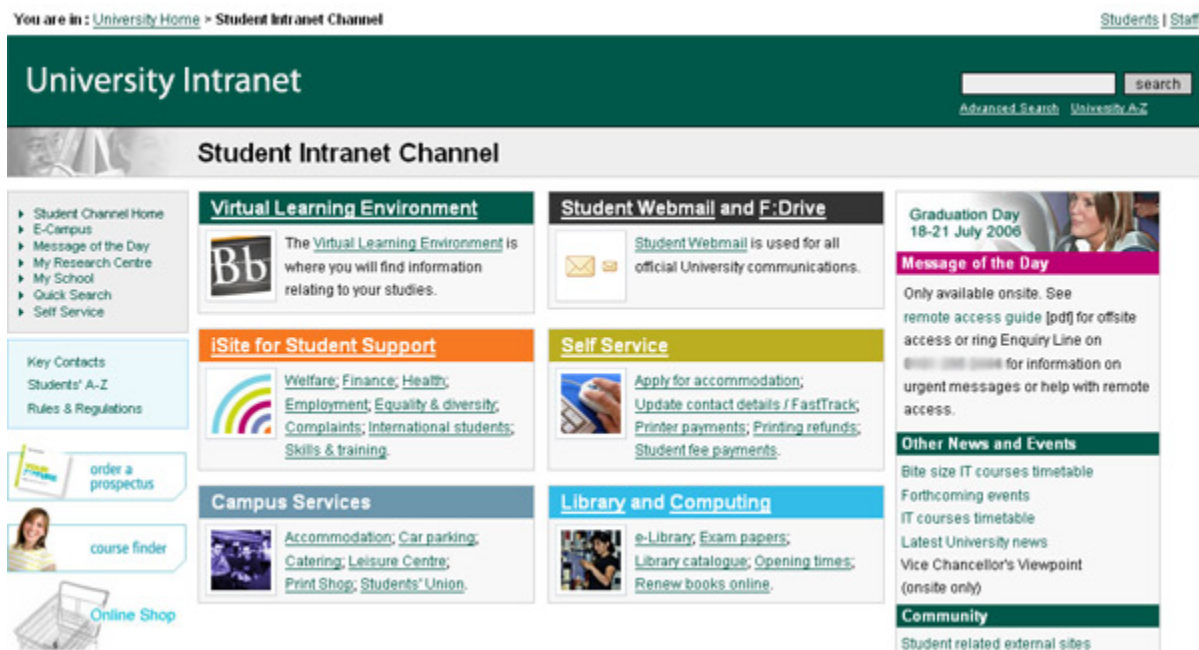 You are in : University Home > Student Intranet Channel
Students | Staff
University Intranet
search
Advanced Search University A-Z
Student Intranet Channel
Student Channel Home
E-Campus
Message of the Day
My Research Centre
My School
Quick Search
Self Service
Key Contacts
Students' A-Z
Rules & Regulations
order a
prospectus
course finder
Online Shop
Virtual Learning Environment
Bb
The Virtual Learning Environment is
where you will find information
relating to your studies.
Student Webmail and F:Drive
Student Webmail is used for all
official University communications.
iSite for Student Support
Welfare; Finance; Health;
Employment; Equality & diversity;
Complaints; International students;
Skills & training.
Self Service
Apply for accommodation;
Update contact details / FastTrack;
Printer payments; Printing refunds;
Student fee payments.
Campus Services
Accommodation; Car parking;
Catering; Leisure Centre;
Print Shop; Students' Union.
Library and Computing
e-Library; Exam papers;
Library catalogue; Opening times;
Renew books online.
Graduation Day
18-21 July 2006
Message of the Day
Only available onsite. See
remote access guide [pdf] for offsite
access or ring Enquiry Line on
for information on
urgent messages or help with remote
access.
Other News and Events
Bite size IT courses timetable
Forthcoming events
IT courses timetable
Latest University news
Vice Chancellor's Viewpoint
(onsite only)
Community
Student related external sites